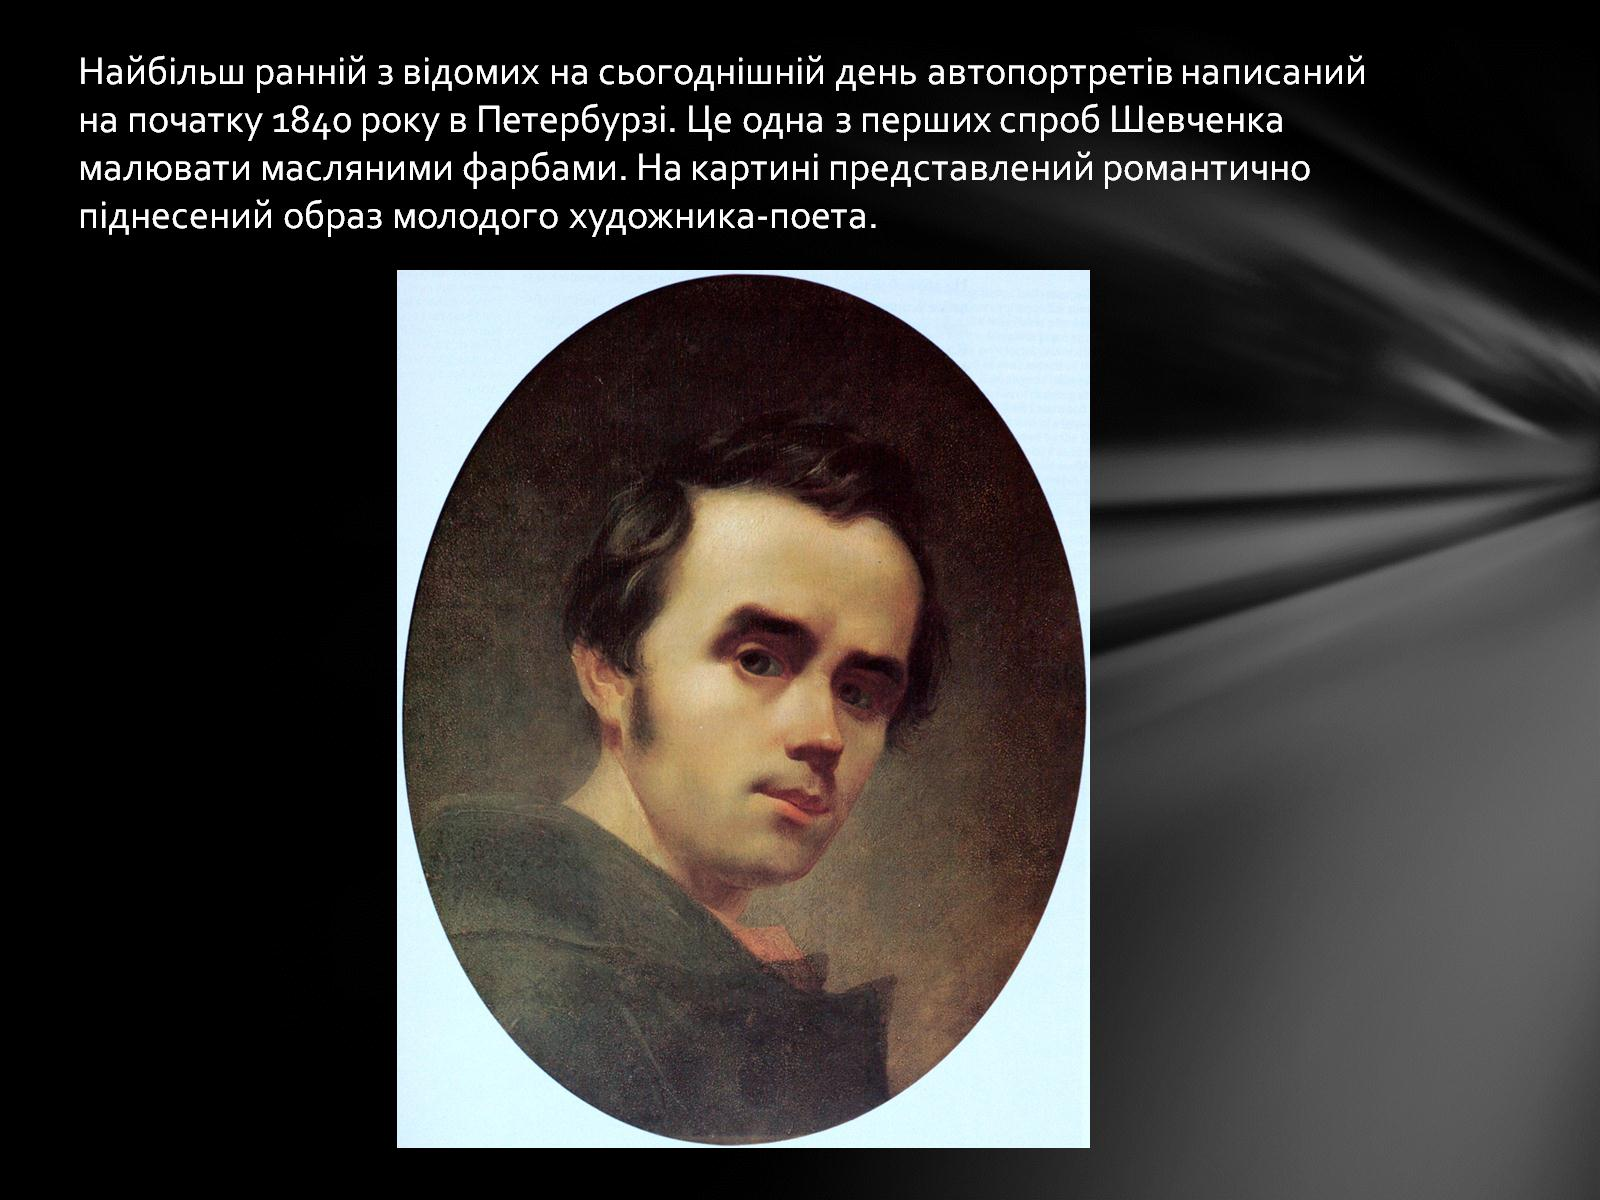 Найбільш ранній з відомих на сьогоднішній день автопортретів написаний
на початку 1840 року в Петербурзі. Це одна з перших спроб Шевченка
малювати масляними фарбами. На картині представлений романтично
піднесений образ молодого художника-поета.